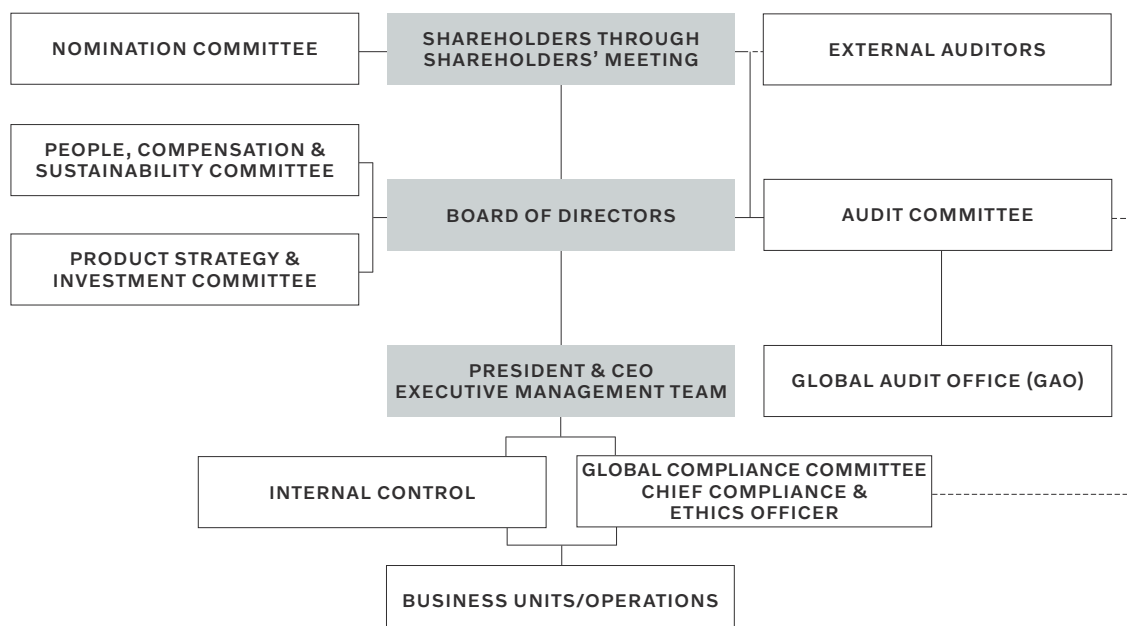 NOMINATION COMMITTEE
SHAREHOLDERS THROUGH
SHAREHOLDERS’ MEETING
EXTERNAL AUDITORS
PEOPLE, COMPENSATION &
SUSTAINABILITY COMMITTEE
BOARD OF DIRECTORS
AUDIT COMMITTEE
PRODUCT STRATEGY &
INVESTMENT COMMITTEE
PRESIDENT & CEO
EXECUTIVE MANAGEMENT TEAM
GLOBAL AUDIT OFFICE (GAO)
INTERNAL CONTROL
GLOBAL COMPLIANCE COMMITTEE
CHIEF COMPLIANCE &
ETHICS OFFICER
BUSINESS UNITS/OPERATIONS